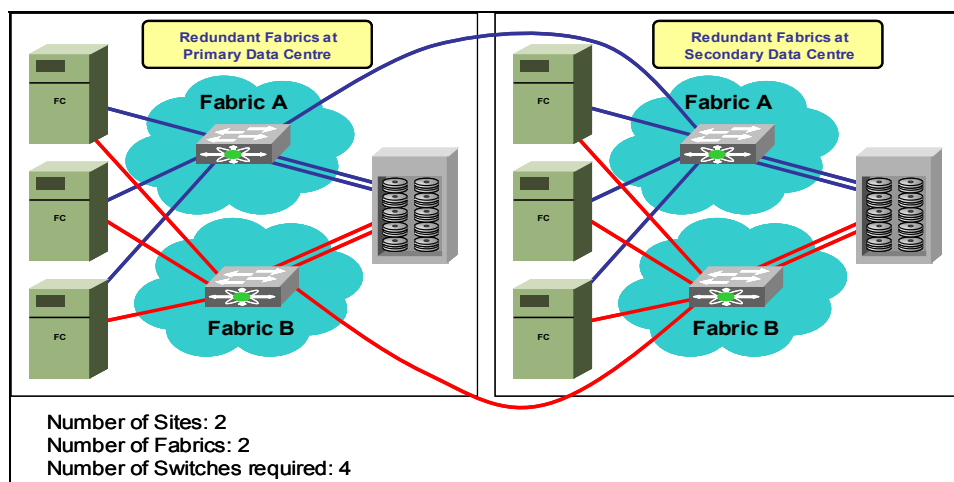 Redundant Fabrics at
Primary Data Centre
Redundant Fabrics at
Secondary Data Centre
FC
Fabric A
FC
Fabric A
FC
FC
FC
Fabric B
FC
Fabric B
Number of Sites: 2
Number of Fabrics: 2
Number of Switches required: 4